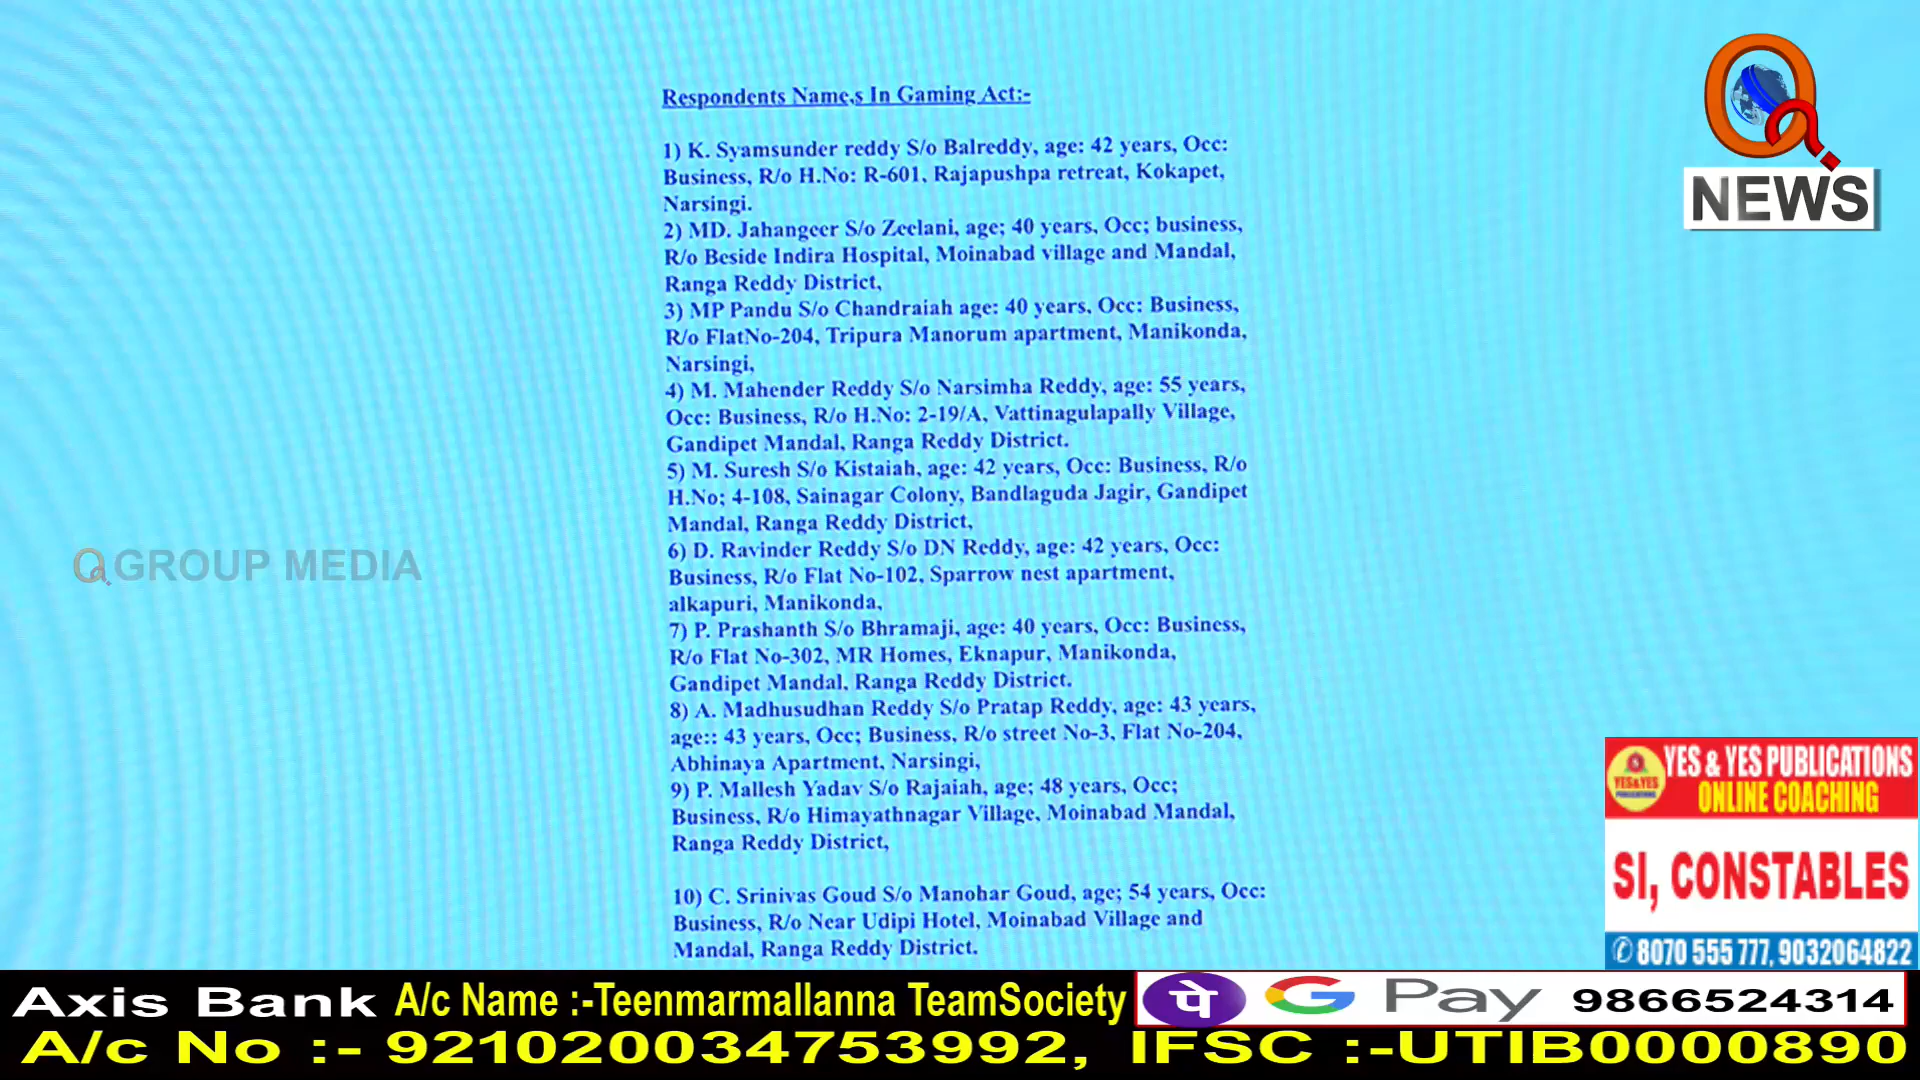 Respondents Name,s In Gaming Act:-
1) K. Syamsunder reddy S/o Balreddy, age: 42 years, Occ:
Business, R/o H.No: R-601, Rajapushpa retreat, Kokapet,
Narsingi.
2) MD. Jahangeer S/o Zeelani, age; 40 years, Occ; business,
R/o Beside Indira Hospital, Moinabad village and Mandal,
Ranga Reddy District,
3) MP Pandu S/o Chandraiah age: 40 years, Occ: Business,
R/o FlatNo-204, Tripura Manorum apartment, Manikonda,
Narsingi,
4) M. Mahender Reddy S/o Narsimha Reddy, age: 55 years,
Occ: Business, R/o H.No: 2-19/A, Vattinagulapally Village,
Gandipet Mandal, Ranga Reddy District.
5) M. Suresh S/o Kistaiah, age: 42 years, Occ: Business, R/o
H.No; 4-108, Sainagar Colony, Bandlaguda Jagir, Gandipet
Mandal, Ranga Reddy District,
6) D. Ravinder Reddy S/o DN Reddy, age: 42 years, Occ:
Business, R/o Flat No-102, Sparrow nest apartment,
alkapuri, Manikonda,
7) P. Prashanth S/o Bhramaji, age: 40 years, Occ: Business,
R/o Flat No-302, MR Homes, Eknapur, Manikonda,
Gandipet Mandal, Ranga Reddy District.
8) A. Madhusudhan Reddy S/o Pratap Reddy, age: 43 years,
age:: 43 years, Occ; Business, R/o street No-3, Flat No-204,
Abhinaya Apartment, Narsingi,
9) P. Mallesh Yadav S/o Rajaiah, age; 48 years, Occ;
Business, R/o Himayathnagar Village, Moinabad Mandal,
Ranga Reddy District,
10) C. Srinivas Goud S/o Manohar Goud, age; 54 years, Occ:
Business, R/o Near Udipi Hotel, Moinabad Village and
Mandal, Ranga Reddy District.
Q NEWS
Q GROUP MEDIA
YES&YES
YES & YES PUBLICATIONS
ONLINE COACHING
SI, CONSTABLES
8070 555 777, 9032064822
Axis Bank A/c Name :-Teenmarmallanna TeamSociety
पे G Pay 9866524314
A/c No :- 921020034753992, IFSC :-UTIB0000890